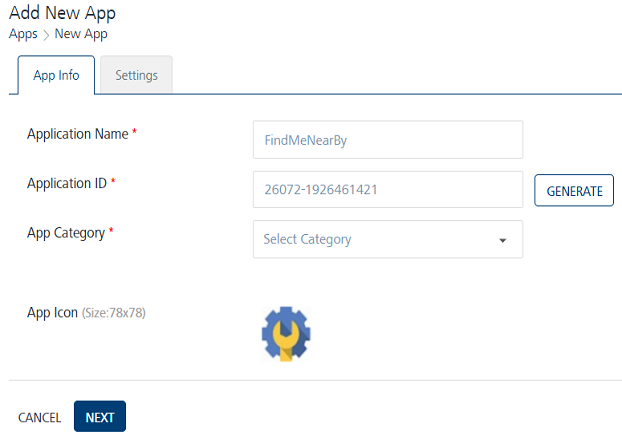 Add New App
Apps > New App
App Info Settings
Application Name *
FindMeNearBy
Application ID *
26072-1926461421
GENERATE
App Category *
Select Category
App Icon (Size:78x78)
CANCEL NEXT